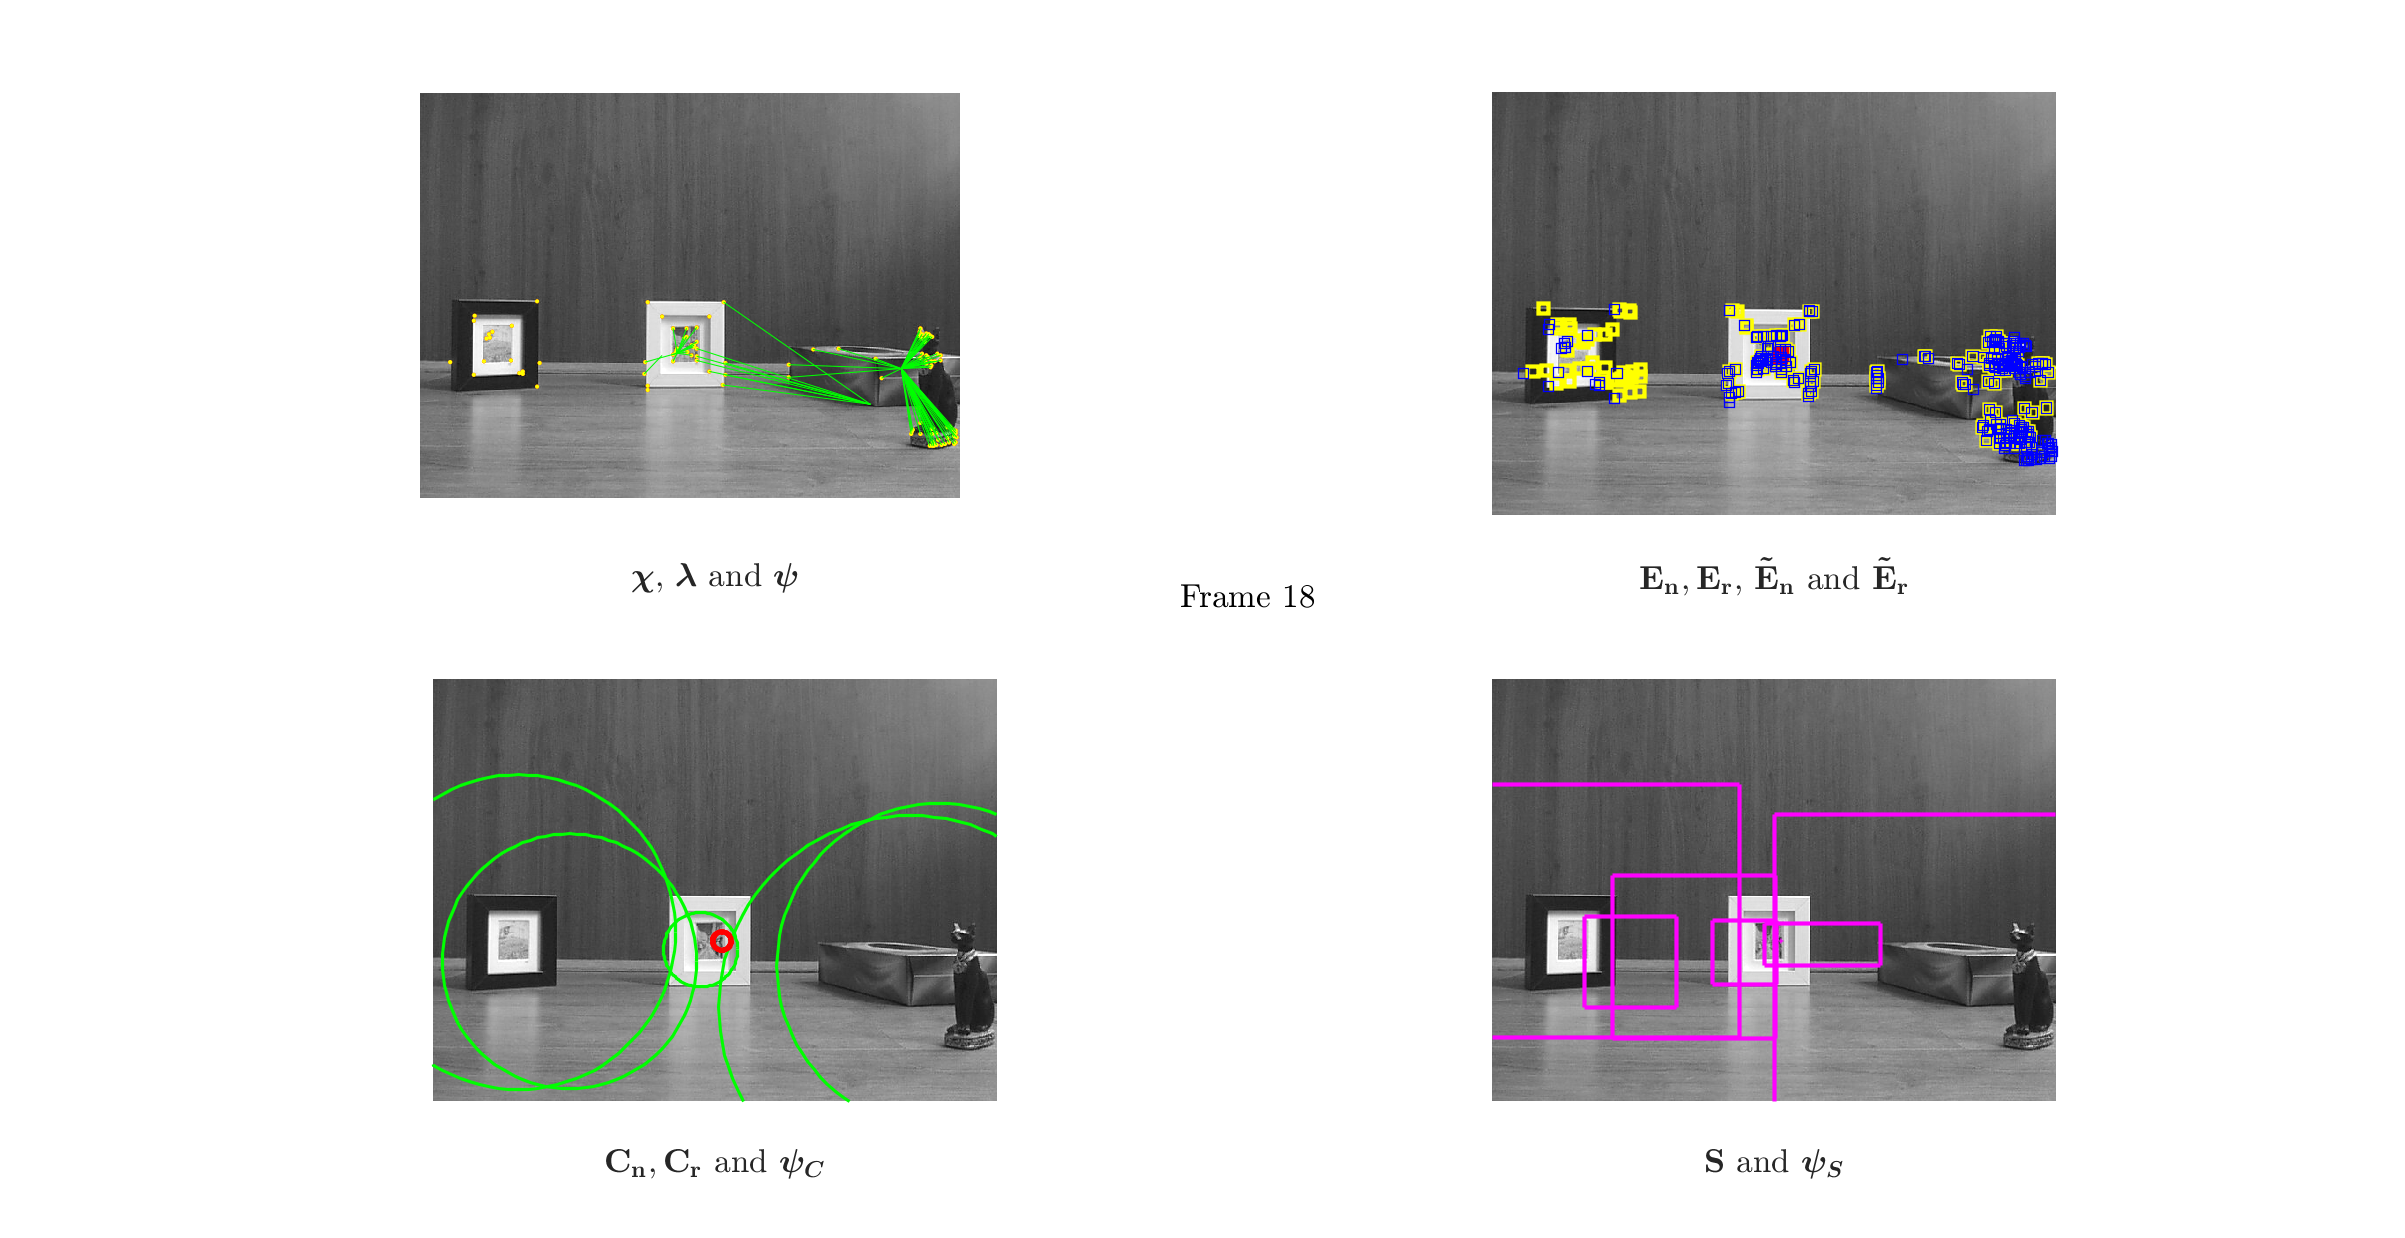 χ, λ and ψ
Eₙ, Eᵣ, Ẽₙ and Ẽᵣ
Frame 18
Cₙ, Cᵣ and ψ_C
S and ψ_S